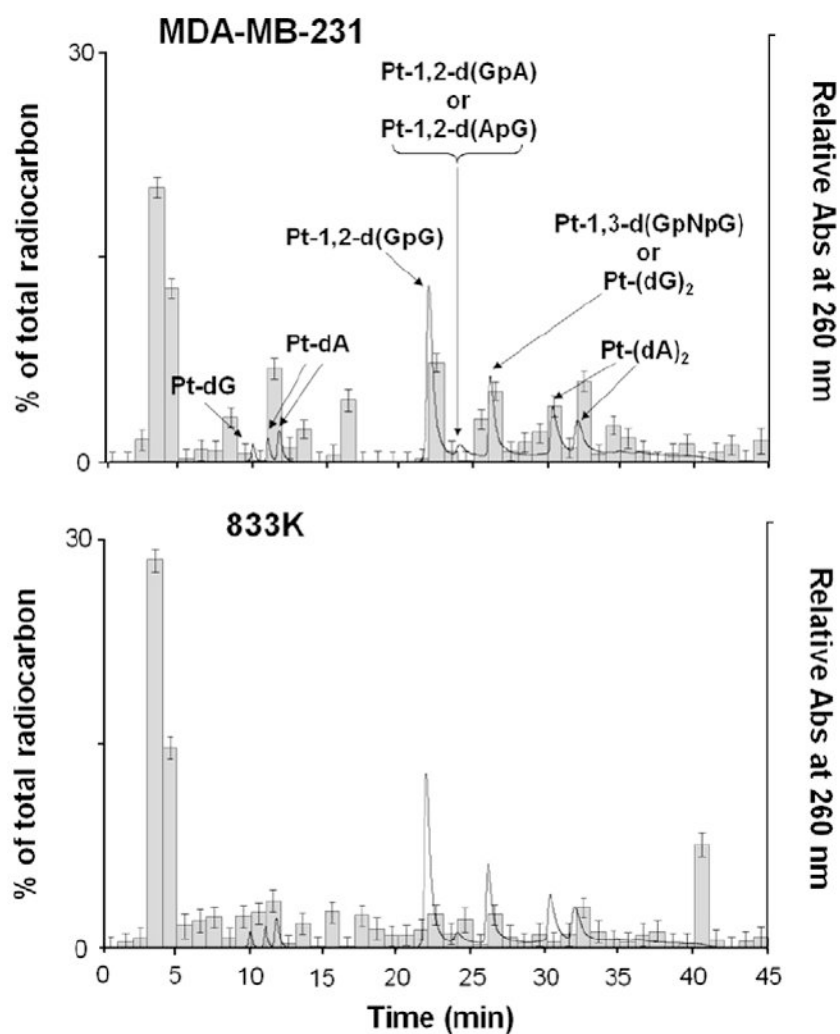 MDA-MB-231
30
0
% of total radiocarbon
Relative Abs at 260 nm
Pt-1,2-d(GpA)
or
Pt-1,2-d(ApG)
Pt-1,2-d(GpG)
Pt-1,3-d(GpNpG)
or
Pt-(dG)₂
Pt-dA
Pt-dG
Pt-(dA)₂
833K
30
0
% of total radiocarbon
Relative Abs at 260 nm
0 5 10 15 20 25 30 35 40 45
Time (min)